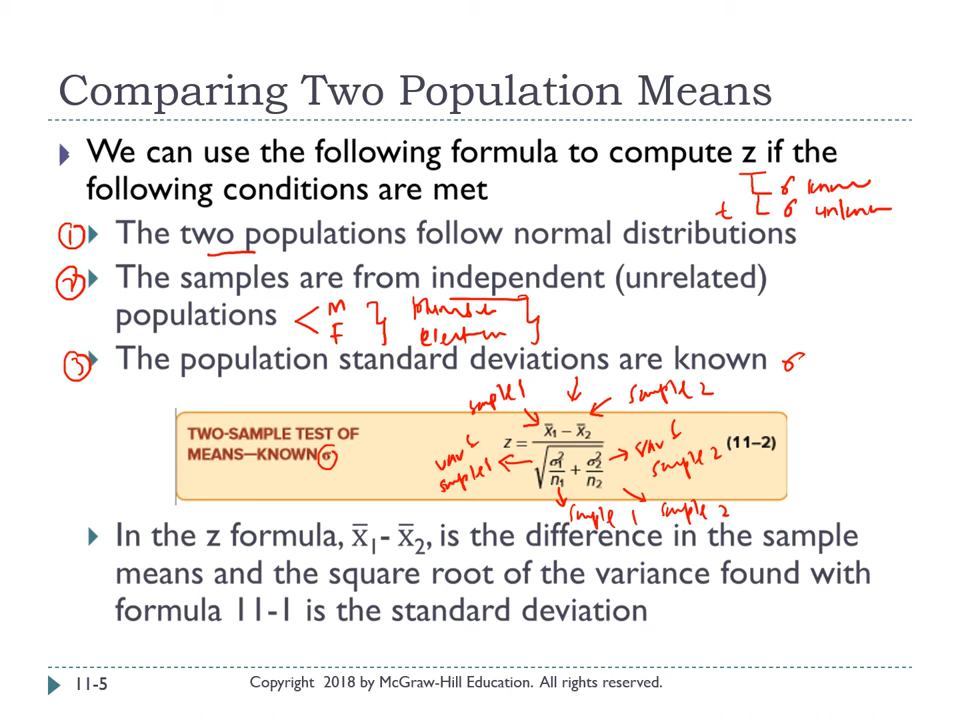 Comparing Two Population Means
We can use the following formula to compute z if the
following conditions are met
σ known
t σ unknown
① The two populations follow normal distributions
② The samples are from independent (unrelated)
populations < M
F
③ The population standard deviations are known σ
sample 1 sample 2
TWO-SAMPLE TEST OF
MEANS—KNOWN σ
z = (x̄₁ − x̄₂) / √(σ₁²/n₁ + σ₂²/n₂) (11–2)
var
sample 1
var
sample 2
sample 1 sample 2
In the z formula, x̄₁- x̄₂, is the difference in the sample
means and the square root of the variance found with
formula 11-1 is the standard deviation
11-5 Copyright 2018 by McGraw-Hill Education. All rights reserved.